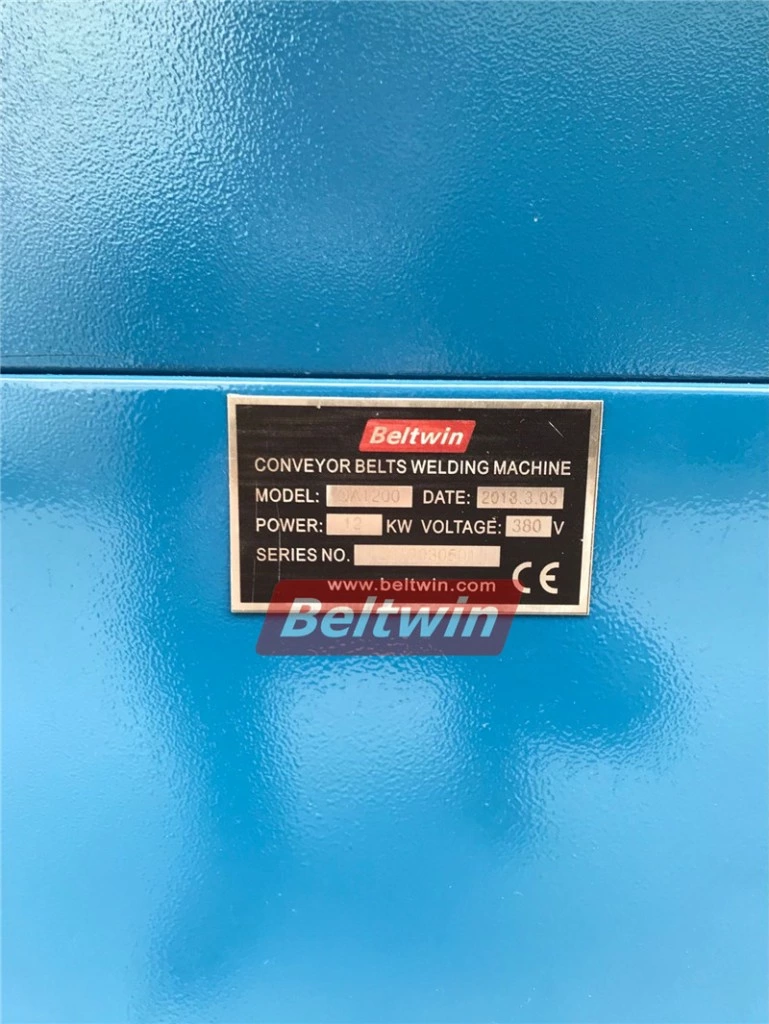 Beltwin
CONVEYOR BELTS WELDING MACHINE
MODEL: DATE: 2018.3.05
POWER: 12 KW VOLTAGE: 380 V
SERIES NO.
www.beltwin.com CE
Beltwin